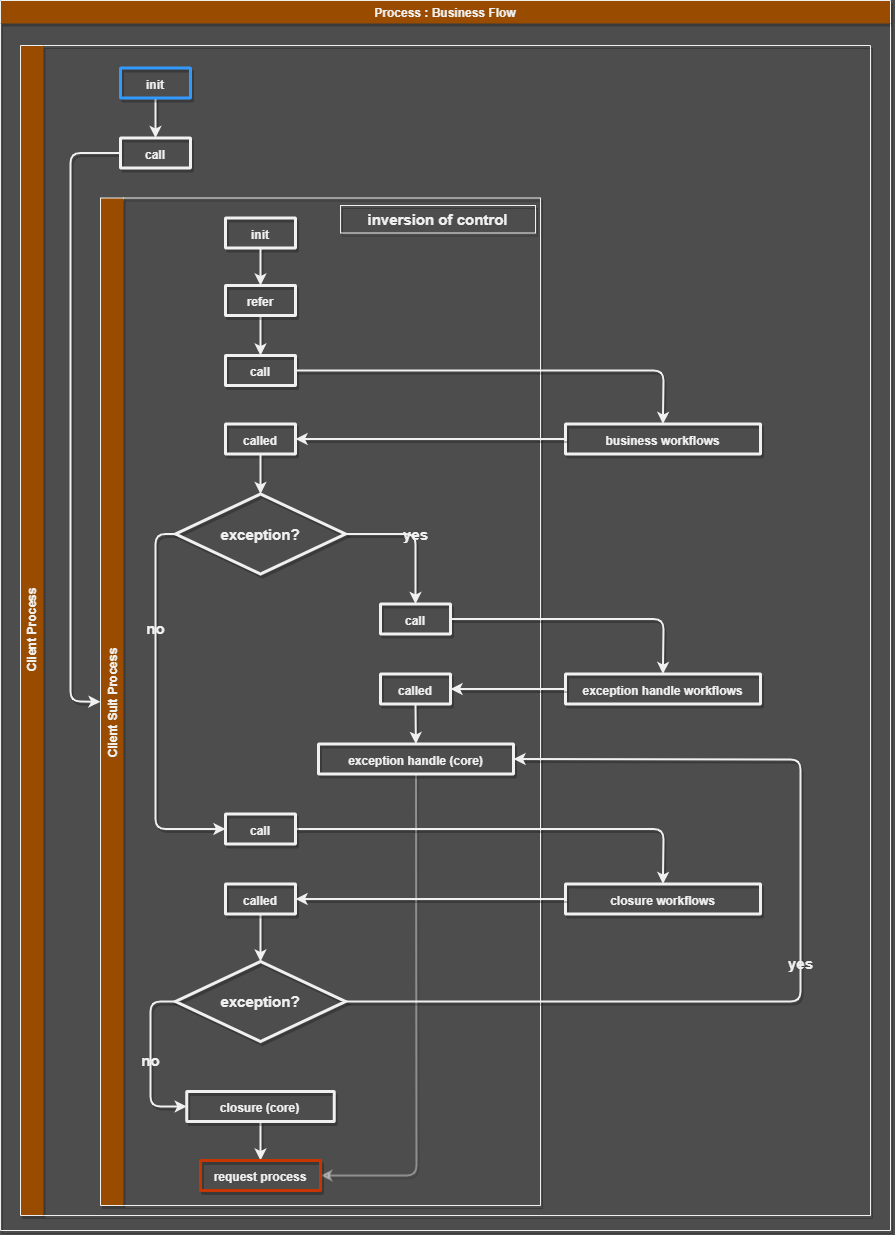 Process : Business Flow
Client Process
init
call
Client Suit Process
inversion of control
init
refer
call
business workflows
called
exception?
yes
no
call
exception handle workflows
called
exception handle (core)
call
closure workflows
called
exception?
yes
no
closure (core)
request process